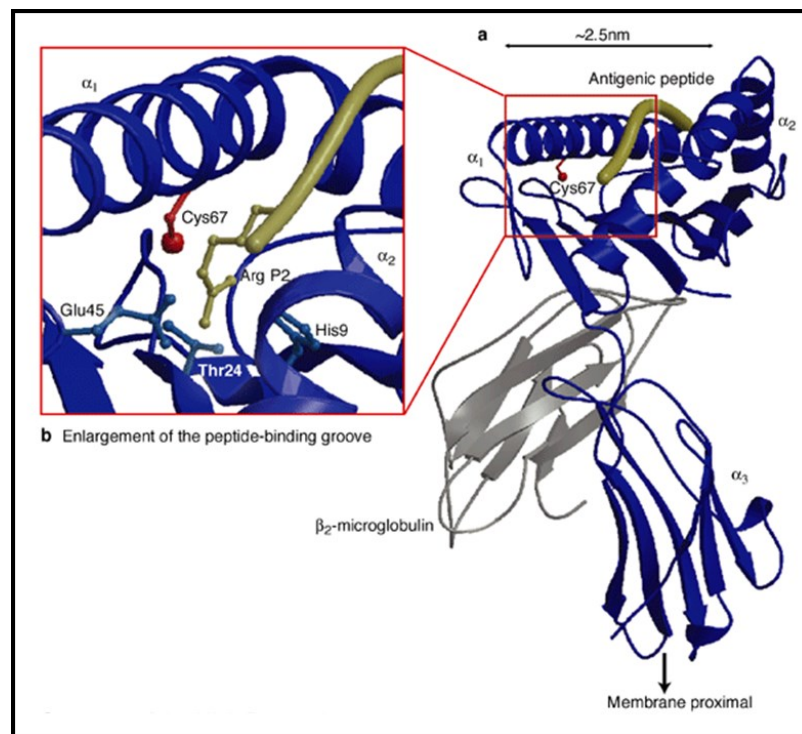 a
~2.5nm
Antigenic peptide
α1
α2
Cys67
α1
Cys67
α2
Arg P2
Glu45
His9
Thr24
b Enlargement of the peptide-binding groove
α3
β2-microglobulin
Membrane proximal